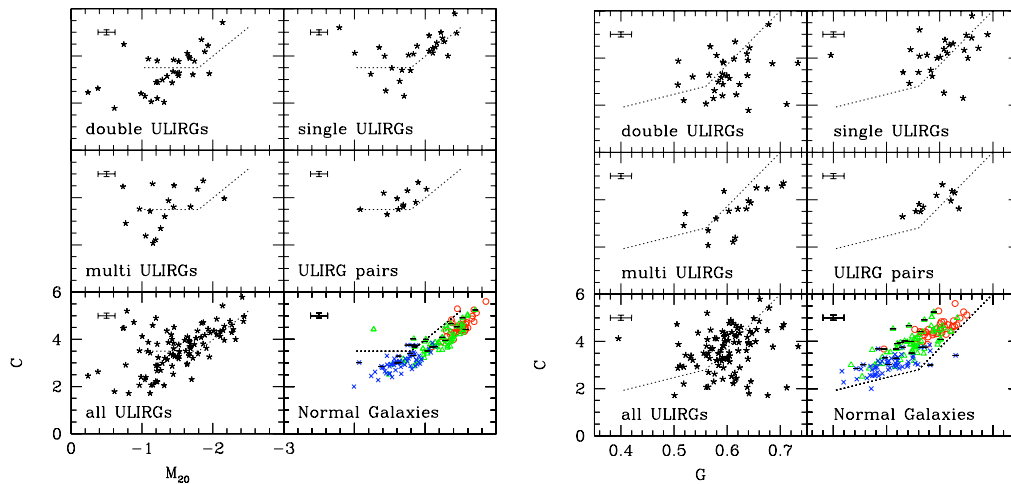 double ULIRGs
single ULIRGs
multi ULIRGs
ULIRG pairs
6
4
2
0
C
all ULIRGs
Normal Galaxies
0
−1
−2
−3
M20
double ULIRGs
single ULIRGs
multi ULIRGs
ULIRG pairs
6
4
2
0
C
all ULIRGs
Normal Galaxies
0.4
0.5
0.6
0.7
G